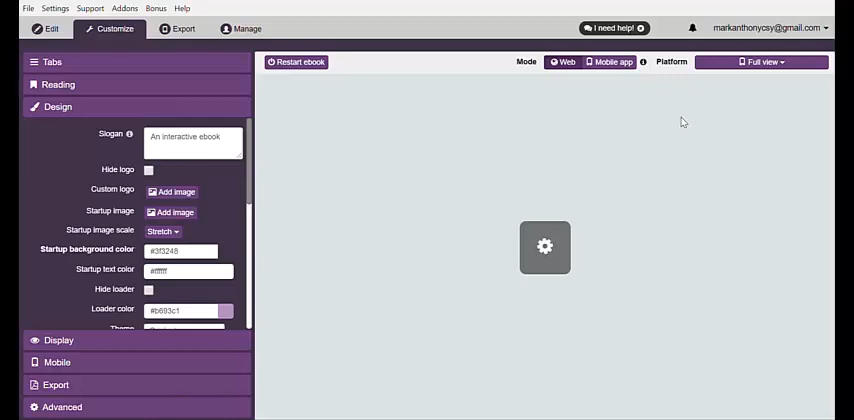 File Settings Support Addons Bonus Help
Edit Customize Export Manage I need help! markanthonycsy@gmail.com
Tabs
Restart ebook Mode Web Mobile app Platform Full view
Reading
Design
Slogan An interactive ebook
Hide logo
Custom logo Add image
Startup image Add image
Startup image scale Stretch
Startup background color #3f3248
Startup text color #ffffff
Hide loader
Loader color #b693c1
Theme
Display
Mobile
Export
Advanced